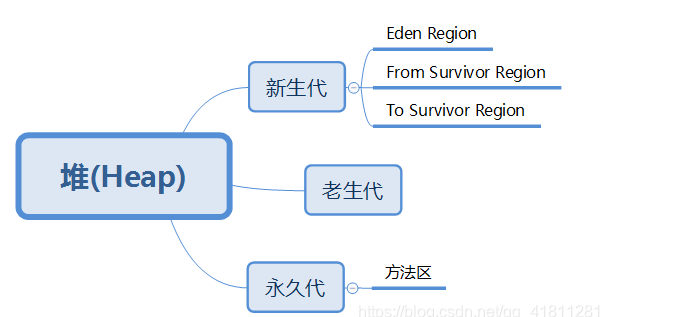 Eden Region
新生代
From Survivor Region
To Survivor Region
堆(Heap)
老生代
永久代
方法区
https://blog.csdn.net/qq_41811281